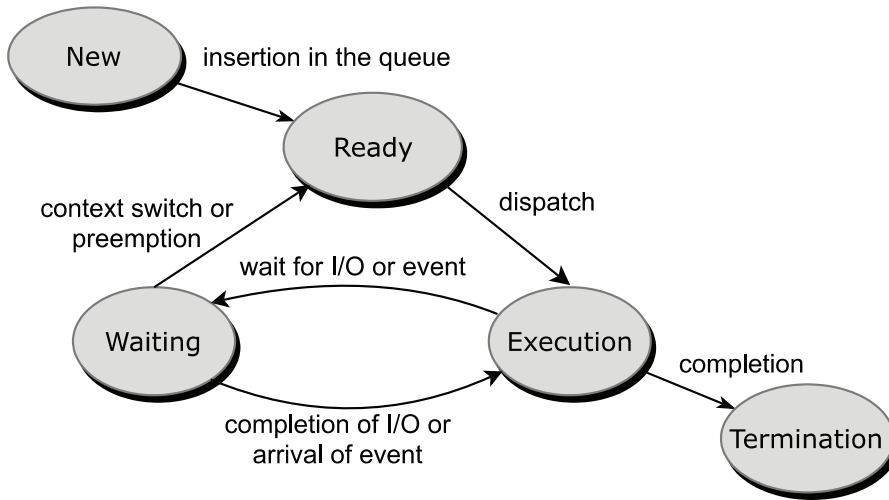 New
insertion in the queue
Ready
context switch or
preemption
dispatch
wait for I/O or event
Waiting
Execution
completion
completion of I/O or
arrival of event
Termination